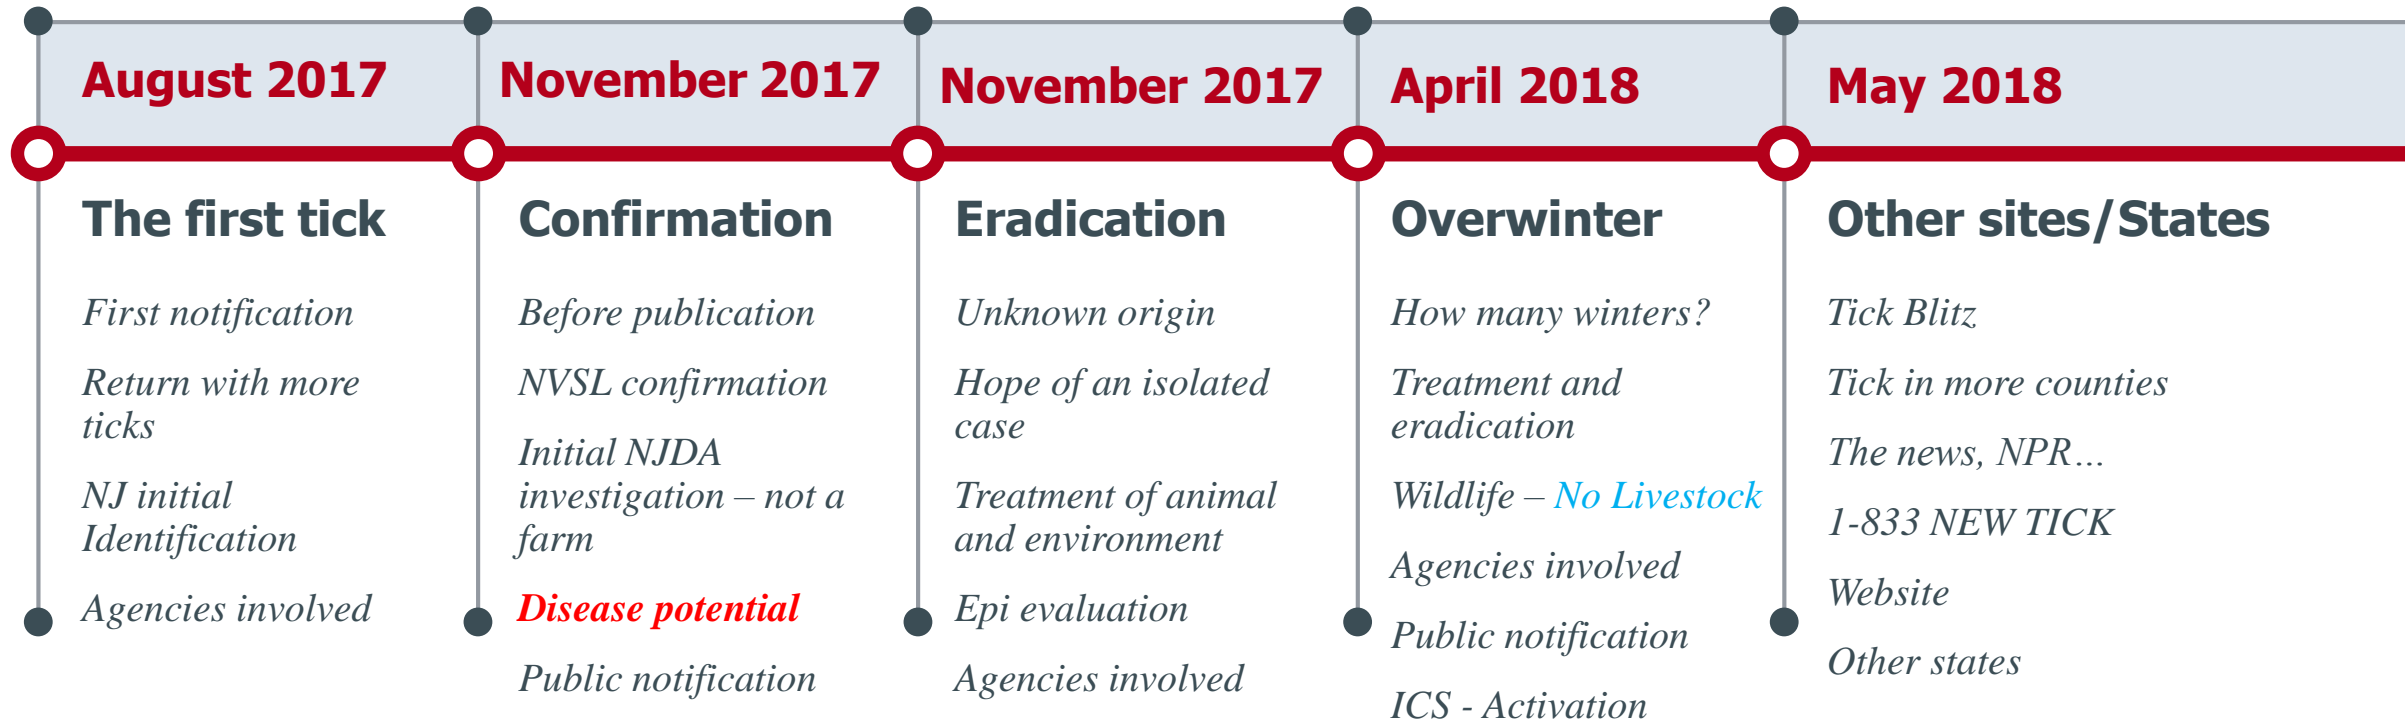 August 2017
The first tick
First notification
Return with more
ticks
NJ initial
Identification
Agencies involved
November 2017
Confirmation
Before publication
NVSL confirmation
Initial NJDA
investigation – not a
farm
Disease potential
Public notification
November 2017
Eradication
Unknown origin
Hope of an isolated
case
Treatment of animal
and environment
Epi evaluation
Agencies involved
April 2018
Overwinter
How many winters?
Treatment and
eradication
Wildlife – No Livestock
Agencies involved
Public notification
ICS - Activation
May 2018
Other sites/States
Tick Blitz
Tick in more counties
The news, NPR…
1-833 NEW TICK
Website
Other states